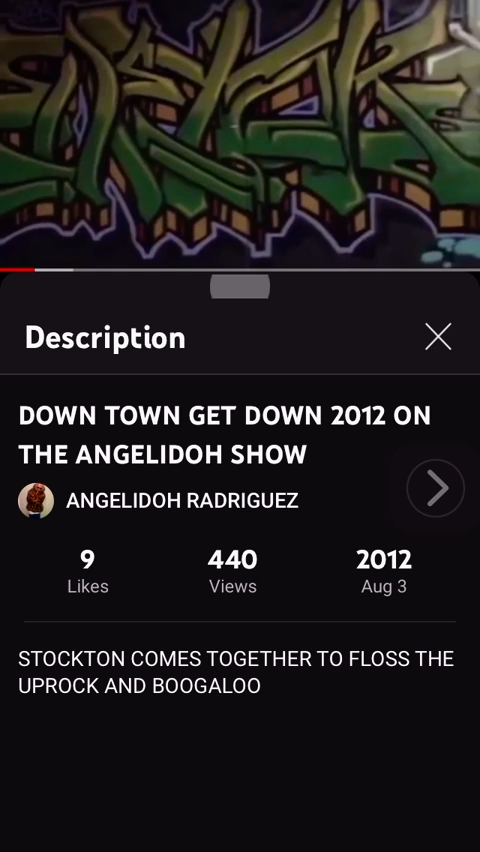 Description
DOWN TOWN GET DOWN 2012 ON
THE ANGELIDOH SHOW
ANGELIDOH RADRIGUEZ
9 440 2012
Likes Views Aug 3
STOCKTON COMES TOGETHER TO FLOSS THE
UPROCK AND BOOGALOO